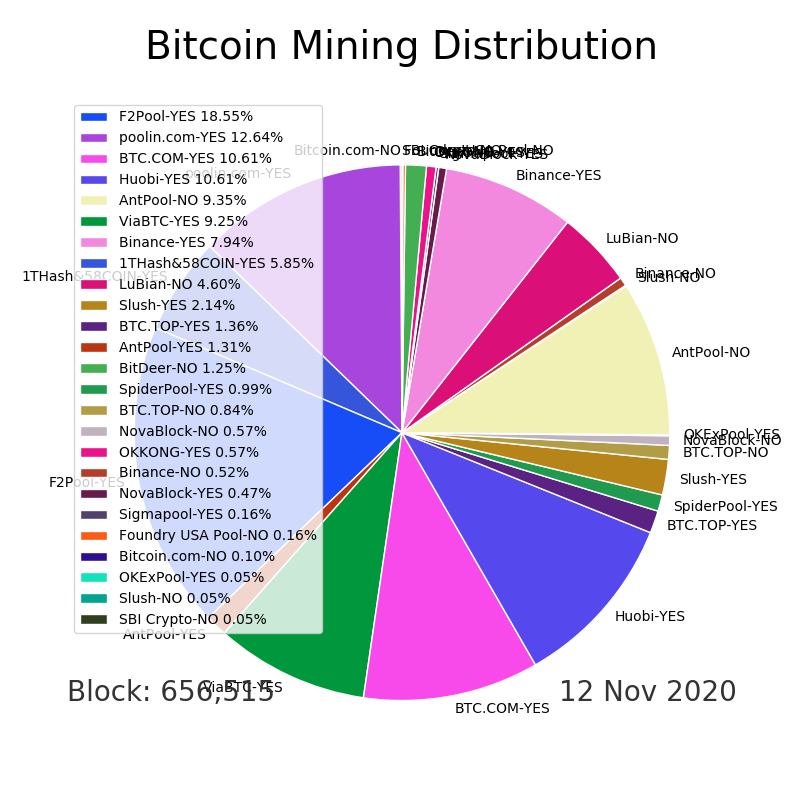 Bitcoin Mining Distribution
F2Pool-YES 18.55%
poolin.com-YES 12.64%
BTC.COM-YES 10.61%
Huobi-YES 10.61%
AntPool-NO 9.35%
ViaBTC-YES 9.25%
Binance-YES 7.94%
1THash&58COIN-YES 5.85%
LuBian-NO 4.60%
Slush-YES 2.14%
BTC.TOP-YES 1.36%
AntPool-YES 1.31%
BitDeer-NO 1.25%
SpiderPool-YES 0.99%
BTC.TOP-NO 0.84%
NovaBlock-NO 0.57%
OKKONG-YES 0.57%
Binance-NO 0.52%
NovaBlock-YES 0.47%
Sigmapool-YES 0.16%
Foundry USA Pool-NO 0.16%
Bitcoin.com-NO 0.10%
OKExPool-YES 0.05%
Slush-NO 0.05%
SBI Crypto-NO 0.05%
Bitcoin.com-NO
poolin.com-YES
1THash&58COIN-YES
F2Pool-YES
AntPool-YES
ViaBTC-YES
BTC.COM-YES
Huobi-YES
BTC.TOP-YES
SpiderPool-YES
Slush-YES
BTC.TOP-NO
NovaBlock-NO
OKExPool-YES
AntPool-NO
Slush-NO
Binance-NO
LuBian-NO
Binance-YES
NovaBlock-YES
Block: 656,515
12 Nov 2020